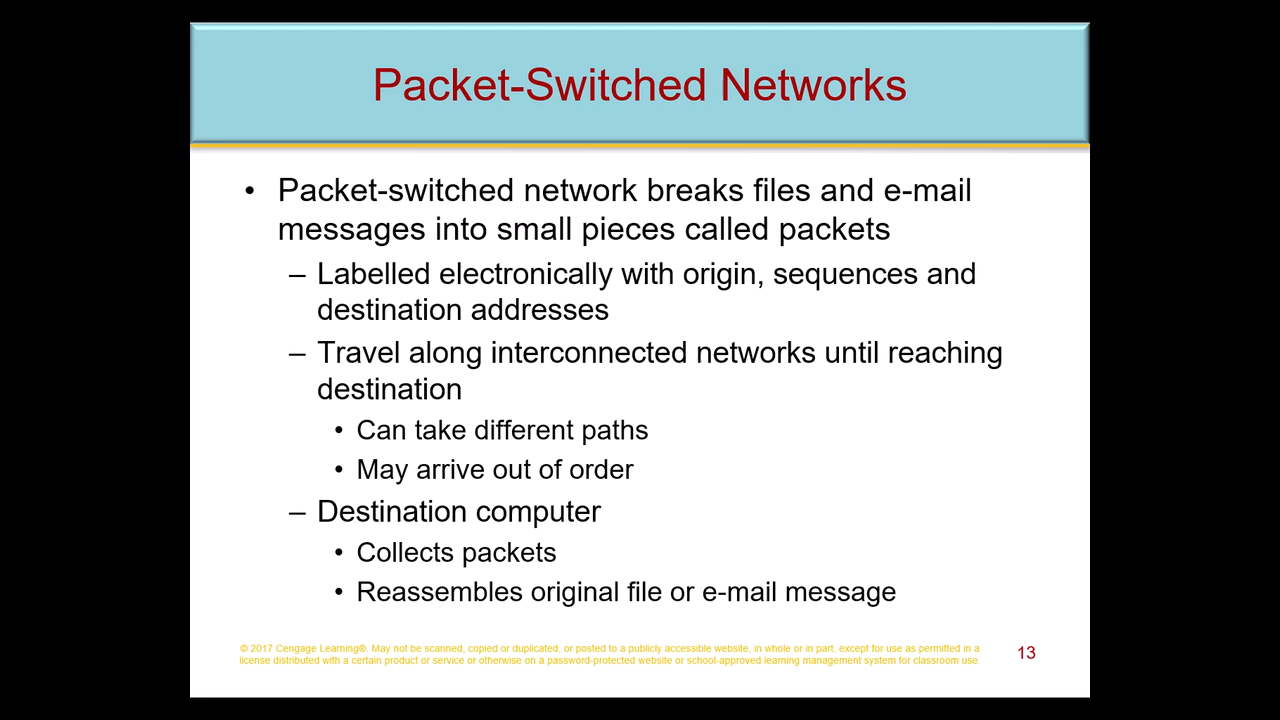 Packet-Switched Networks
• Packet-switched network breaks files and e-mail
messages into small pieces called packets
– Labelled electronically with origin, sequences and
destination addresses
– Travel along interconnected networks until reaching
destination
• Can take different paths
• May arrive out of order
– Destination computer
• Collects packets
• Reassembles original file or e-mail message
© 2017 Cengage Learning®. May not be scanned, copied or duplicated, or posted to a publicly accessible website, in whole or in part, except for use as permitted in a
license distributed with a certain product or service or otherwise on a password-protected website or school-approved learning management system for classroom use.
13